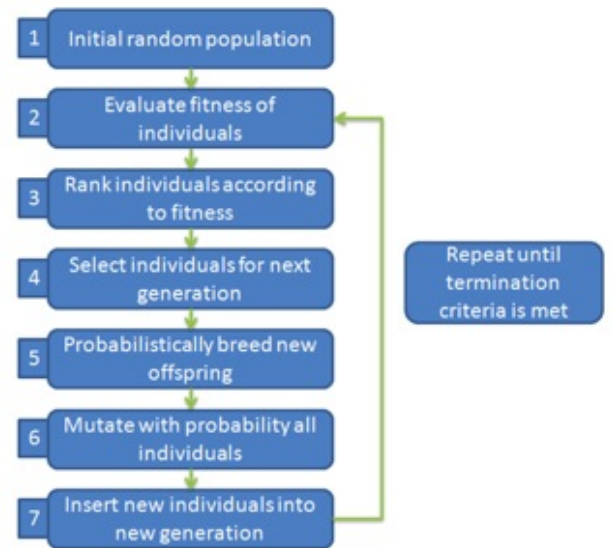 1
Initial random population
2
Evaluate fitness of
individuals
3
Rank individuals according
to fitness
4
Select individuals for next
generation
5
Probabilistically breed new
offspring
6
Mutate with probability all
individuals
7
Insert new individuals into
new generation
Repeat until
termination
criteria is met